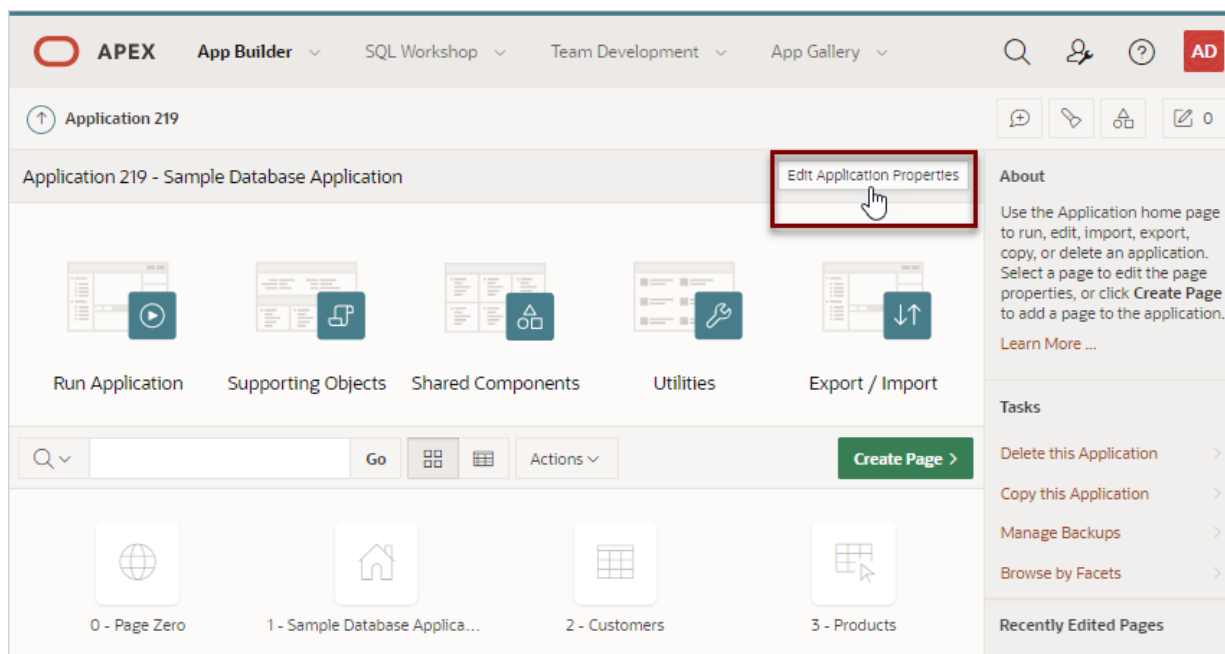 APEX App Builder SQL Workshop Team Development App Gallery AD
Application 219 0
Application 219 - Sample Database Application Edit Application Properties
Run Application Supporting Objects Shared Components Utilities Export / Import
Go Actions Create Page >
0 - Page Zero 1 - Sample Database Applica... 2 - Customers 3 - Products
About
Use the Application home page
to run, edit, import, export,
copy, or delete an application.
Select a page to edit the page
properties, or click Create Page
to add a page to the application.
Learn More ...
Tasks
Delete this Application
Copy this Application
Manage Backups
Browse by Facets
Recently Edited Pages